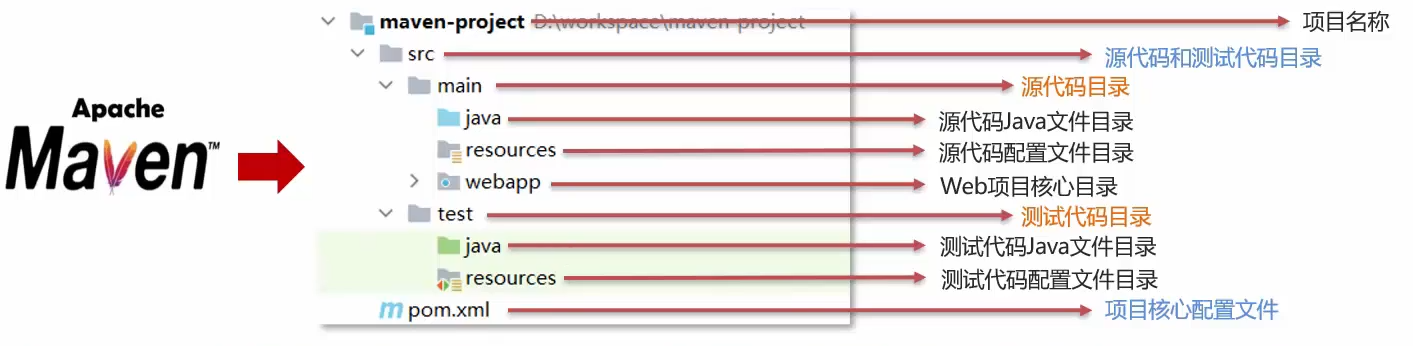 maven-project D:\workspace\maven-project 项目名称
src 源代码和测试代码目录
main 源代码目录
java 源代码Java文件目录
Apache
Maven™
resources 源代码配置文件目录
webapp Web项目核心目录
test 测试代码目录
java 测试代码Java文件目录
resources 测试代码配置文件目录
m pom.xml 项目核心配置文件